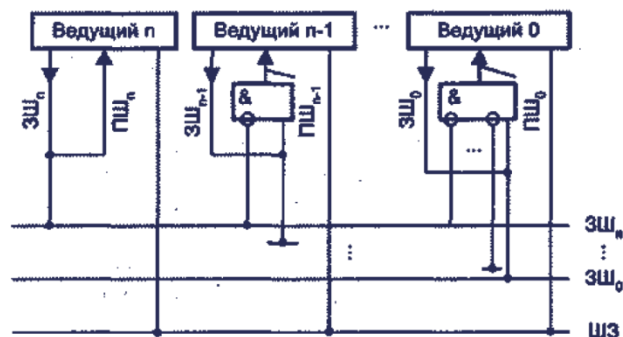 Ведущий n
Ведущий n-1
...
Ведущий 0
ЗШn
ПШn
ЗШn-1
&
ПШn-1
ЗШ0
&
ПШ0
...
ЗШn
...
...
ЗШ0
ШЗ